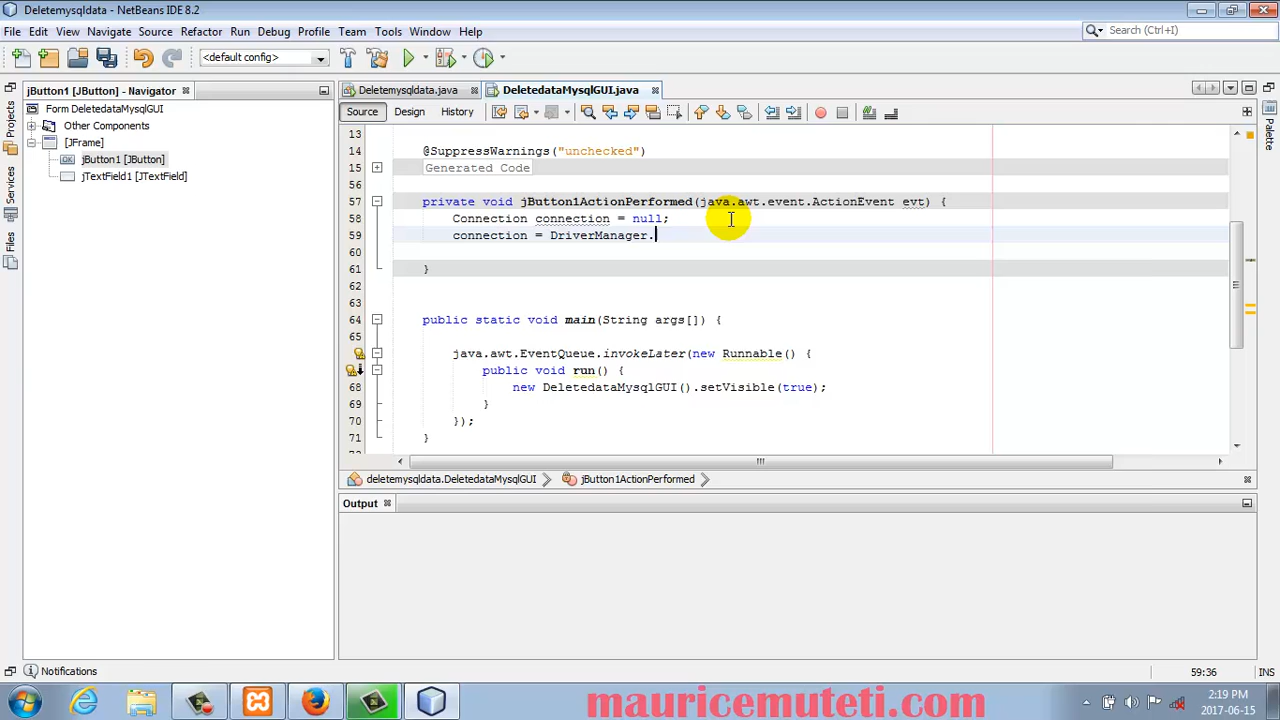 Deletemysqldata - NetBeans IDE 8.2
File Edit View Navigate Source Refactor Run Debug Profile Team Tools Window Help
Search (Ctrl+I)
<default config>
jButton1 [JButton] - Navigator
Deletemysqldata.java
DeletedataMysqlGUI.java
Form DeletedataMysqlGUI
Other Components
[JFrame]
jButton1 [JButton]
jTextField1 [JTextField]
Projects
Files
Services
Palette
Source Design History
13
14 @SuppressWarnings("unchecked")
15 Generated Code
56
57 private void jButton1ActionPerformed(java.awt.event.ActionEvent evt) {
58 Connection connection = null;
59 connection = DriverManager.
60
61 }
62
63
64 public static void main(String args[]) {
65
java.awt.EventQueue.invokeLater(new Runnable() {
public void run() {
68 new DeletedataMysqlGUI().setVisible(true);
69 }
70 });
71 }
deletemysqldata.DeletedataMysqlGUI jButton1ActionPerformed
Output
Notifications
59:36 INS
mauricemuteti.com
2:19 PM
2017-06-15